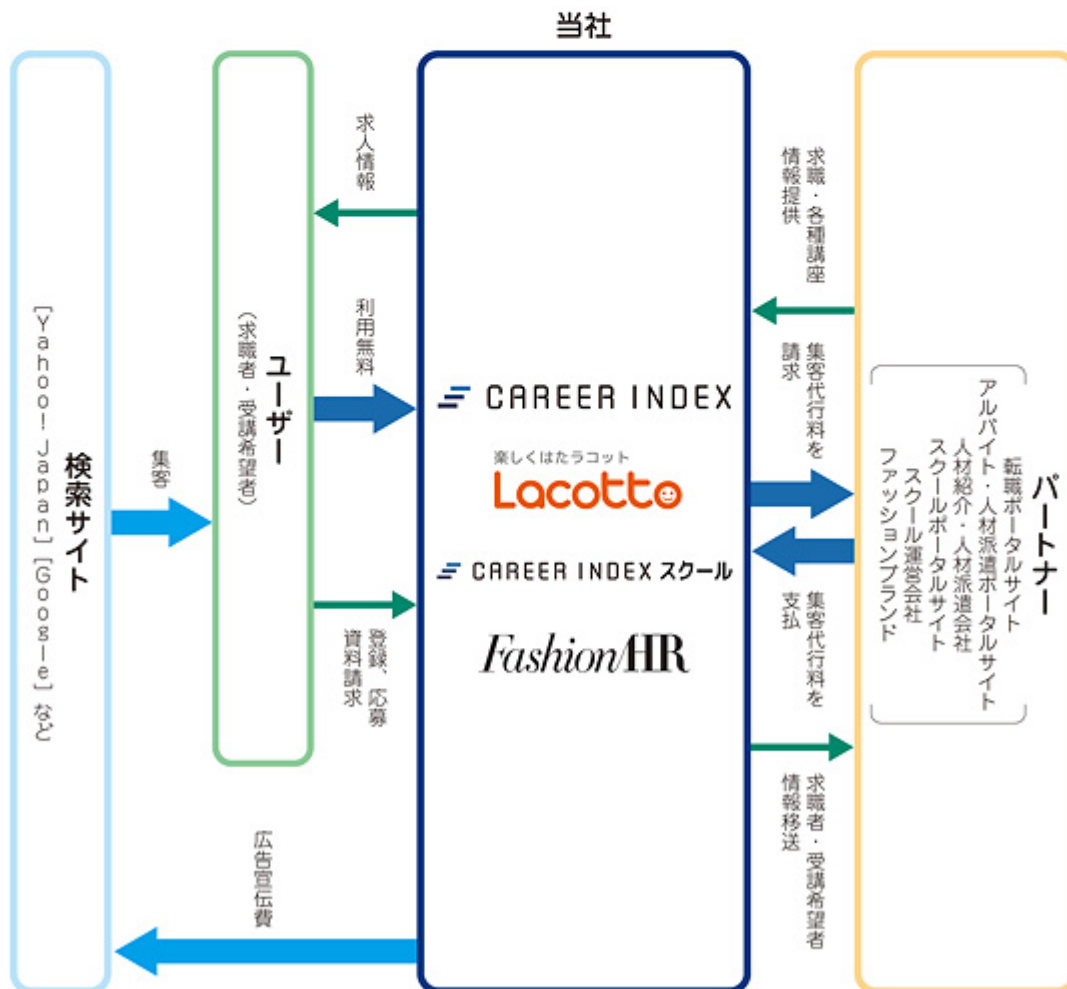 当社
検索サイト
［Yahoo! Japan］［Google］など
集客
ユーザー
（求職者・受講希望者）
求人情報
利用無料
登録、応募
資料請求
広告宣伝費
CAREER INDEX
楽しくはたラコット
Lacotto
CAREER INDEX スクール
Fashion HR
求職・各種講座
情報提供
集客代行料を
請求
集客代行料を
支払
求職者・受講希望者
情報移送
パートナー
転職ポータルサイト
アルバイト・人材派遣ポータルサイト
人材紹介・人材派遣会社
スクールポータルサイト
スクール運営会社
ファッションブランド